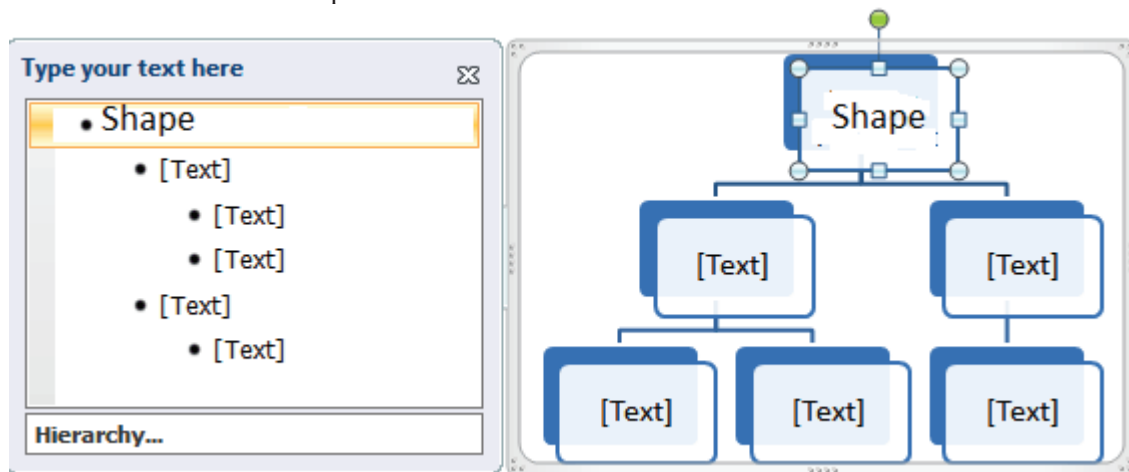 Type your text here
• Shape
• [Text]
• [Text]
• [Text]
• [Text]
• [Text]
Hierarchy...
Shape
[Text] [Text]
[Text] [Text] [Text]